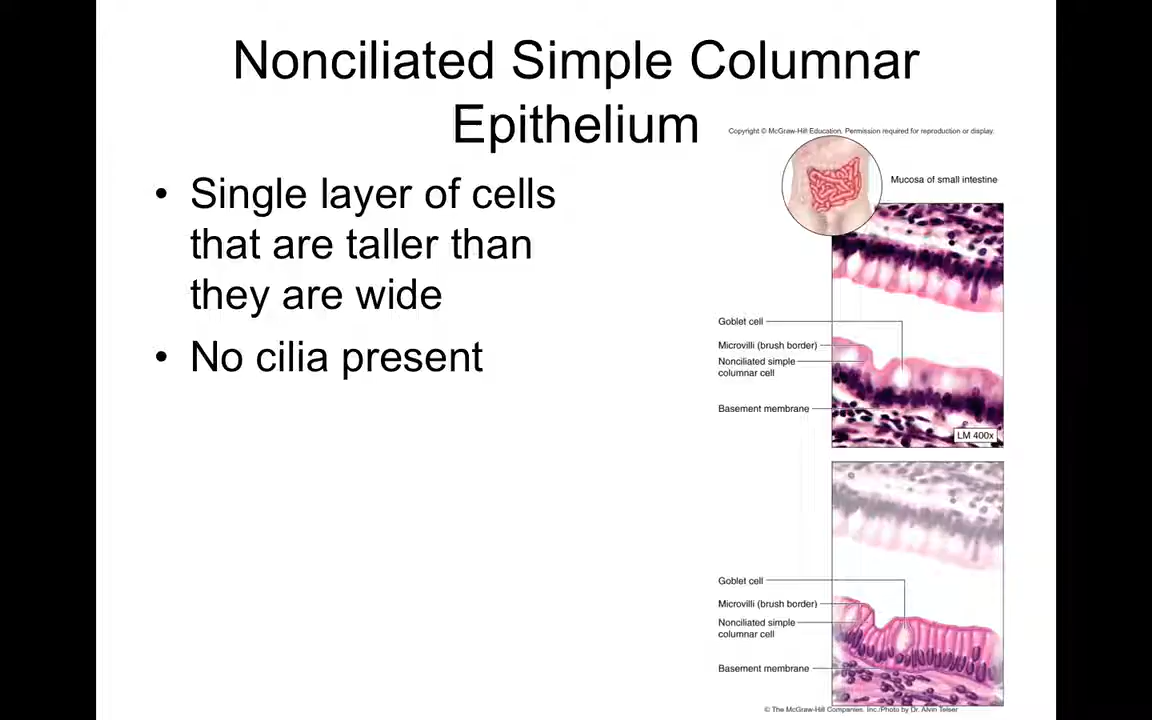 Nonciliated Simple Columnar
Epithelium
Copyright © McGraw-Hill Education. Permission required for reproduction or display.
• Single layer of cells
that are taller than
they are wide
• No cilia present
Mucosa of small intestine
Goblet cell
Microvilli (brush border)
Nonciliated simple
columnar cell
Basement membrane
LM 400x
Goblet cell
Microvilli (brush border)
Nonciliated simple
columnar cell
Basement membrane
© The McGraw-Hill Companies, Inc./Photo by Dr. Alvin Telser